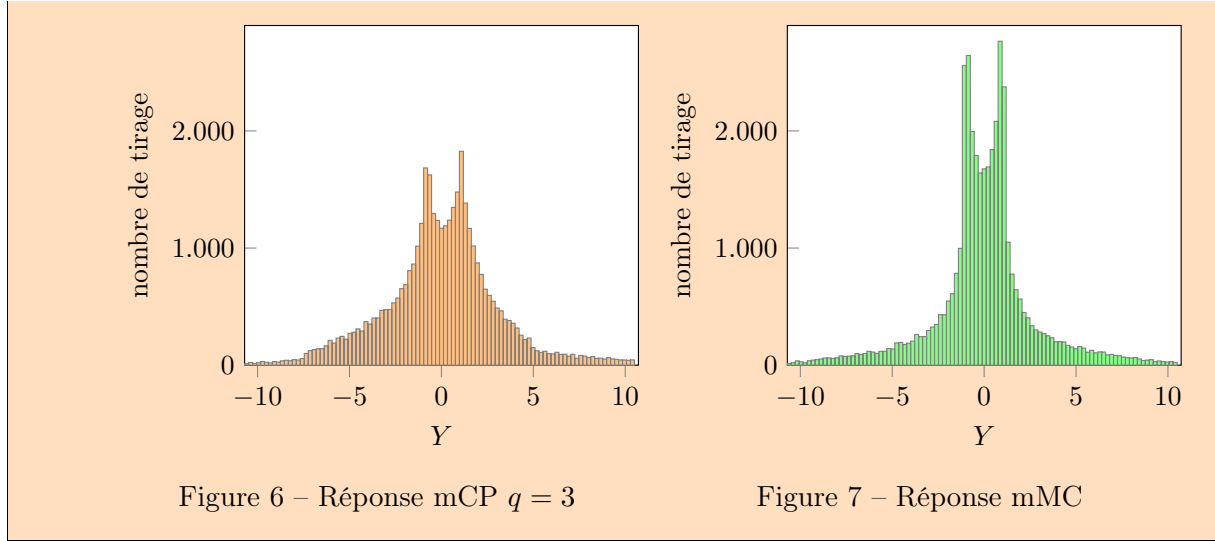 nombre de tirage
2.000
1.000
0
−10 −5 0 5 10
Y
Figure 6 – Réponse mCP q = 3
nombre de tirage
2.000
1.000
0
−10 −5 0 5 10
Y
Figure 7 – Réponse mMC